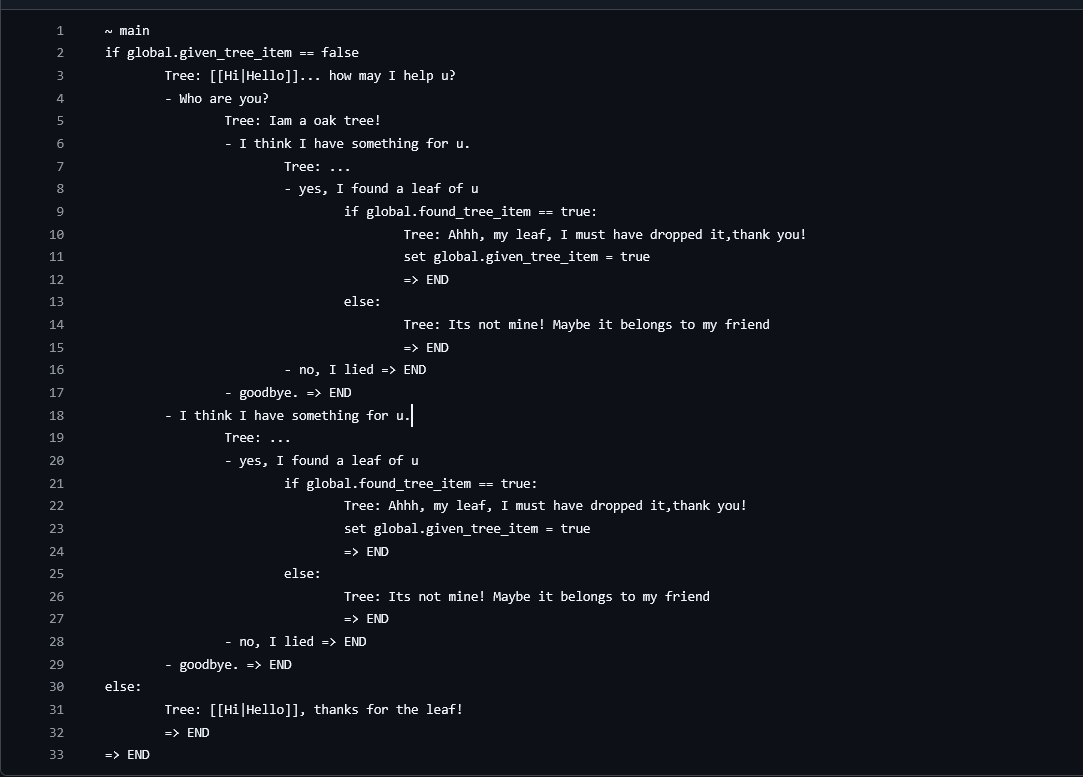 1 ~ main
2 if global.given_tree_item == false
3 Tree: [[Hi|Hello]]... how may I help u?
4 - Who are you?
5 Tree: Iam a oak tree!
6 - I think I have something for u.
7 Tree: ...
8 - yes, I found a leaf of u
9 if global.found_tree_item == true:
10 Tree: Ahhh, my leaf, I must have dropped it,thank you!
11 set global.given_tree_item = true
12 => END
13 else:
14 Tree: Its not mine! Maybe it belongs to my friend
15 => END
16 - no, I lied => END
17 - goodbye. => END
18 - I think I have something for u.
19 Tree: ...
20 - yes, I found a leaf of u
21 if global.found_tree_item == true:
22 Tree: Ahhh, my leaf, I must have dropped it,thank you!
23 set global.given_tree_item = true
24 => END
25 else:
26 Tree: Its not mine! Maybe it belongs to my friend
27 => END
28 - no, I lied => END
29 - goodbye. => END
30 else:
31 Tree: [[Hi|Hello]], thanks for the leaf!
32 => END
33 => END